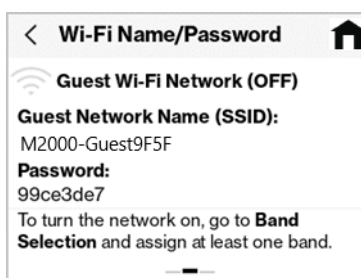 Wi-Fi Name/Password
Guest Wi-Fi Network (OFF)
Guest Network Name (SSID):
M2000-Guest9F5F
Password:
99ce3de7
To turn the network on, go to Band
Selection and assign at least one band.